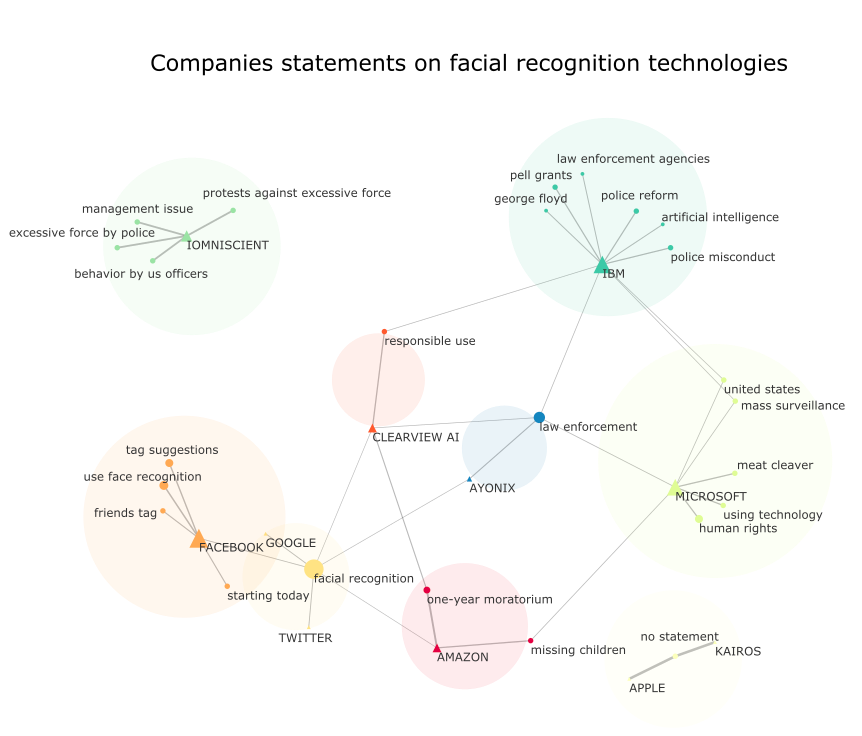 Companies statements on facial recognition technologies
law enforcement agencies
pell grants
george floyd
police reform
artificial intelligence
police misconduct
IBM
protests against excessive force
management issue
excessive force by police
IOMNISCIENT
behavior by us officers
responsible use
united states
mass surveillance
law enforcement
CLEARVIEW AI
tag suggestions
meat cleaver
use face recognition
AYONIX
MICROSOFT
friends tag
using technology
human rights
GOOGLE
FACEBOOK
facial recognition
starting today
one-year moratorium
TWITTER
no statement
missing children
KAIROS
AMAZON
APPLE